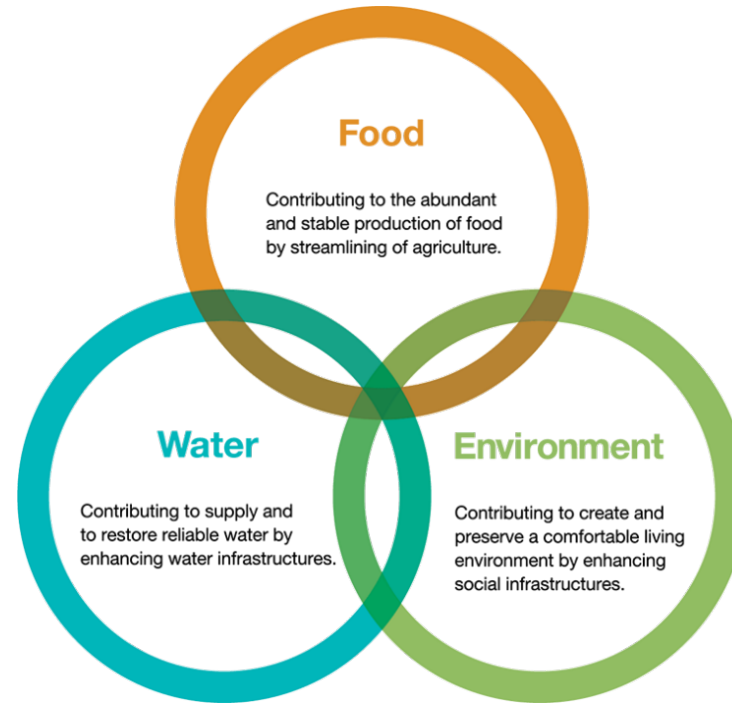 Food
Contributing to the abundant
and stable production of food
by streamlining of agriculture.
Water
Contributing to supply and
to restore reliable water by
enhancing water infrastructures.
Environment
Contributing to create and
preserve a comfortable living
environment by enhancing
social infrastructures.